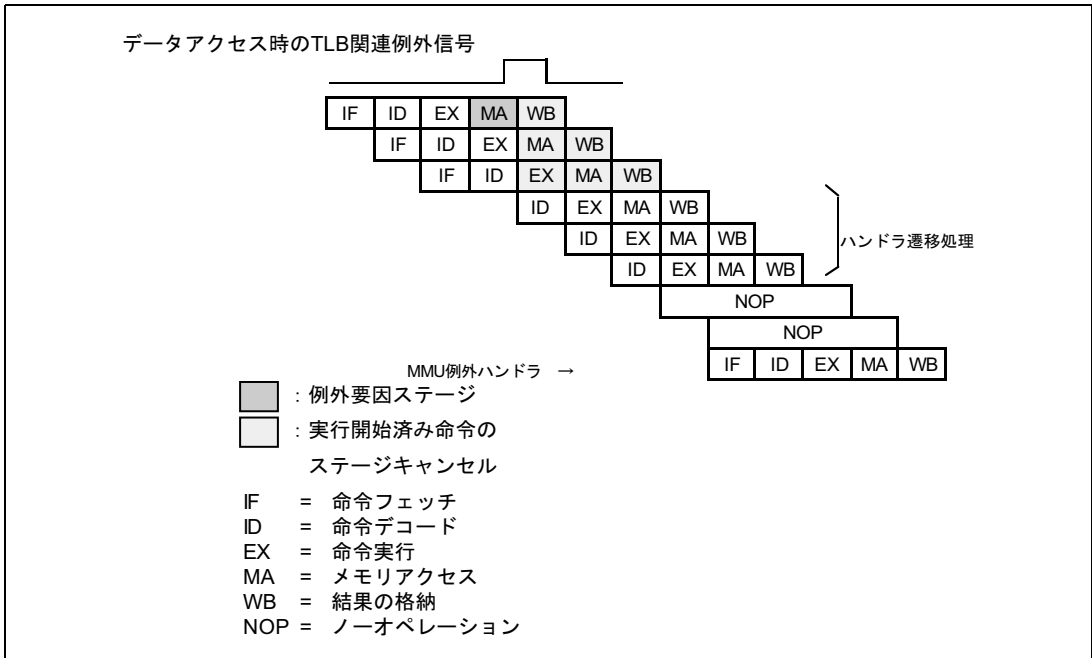 データアクセス時のTLB関連例外信号
IF ID EX MA WB
IF ID EX MA WB
IF ID EX MA WB
ID EX MA WB
ID EX MA WB
ハンドラ遷移処理
ID EX MA WB
NOP
NOP
MMU例外ハンドラ → IF ID EX MA WB
: 例外要因ステージ
: 実行開始済み命令の
ステージキャンセル
IF = 命令フェッチ
ID = 命令デコード
EX = 命令実行
MA = メモリアクセス
WB = 結果の格納
NOP = ノーオペレーション